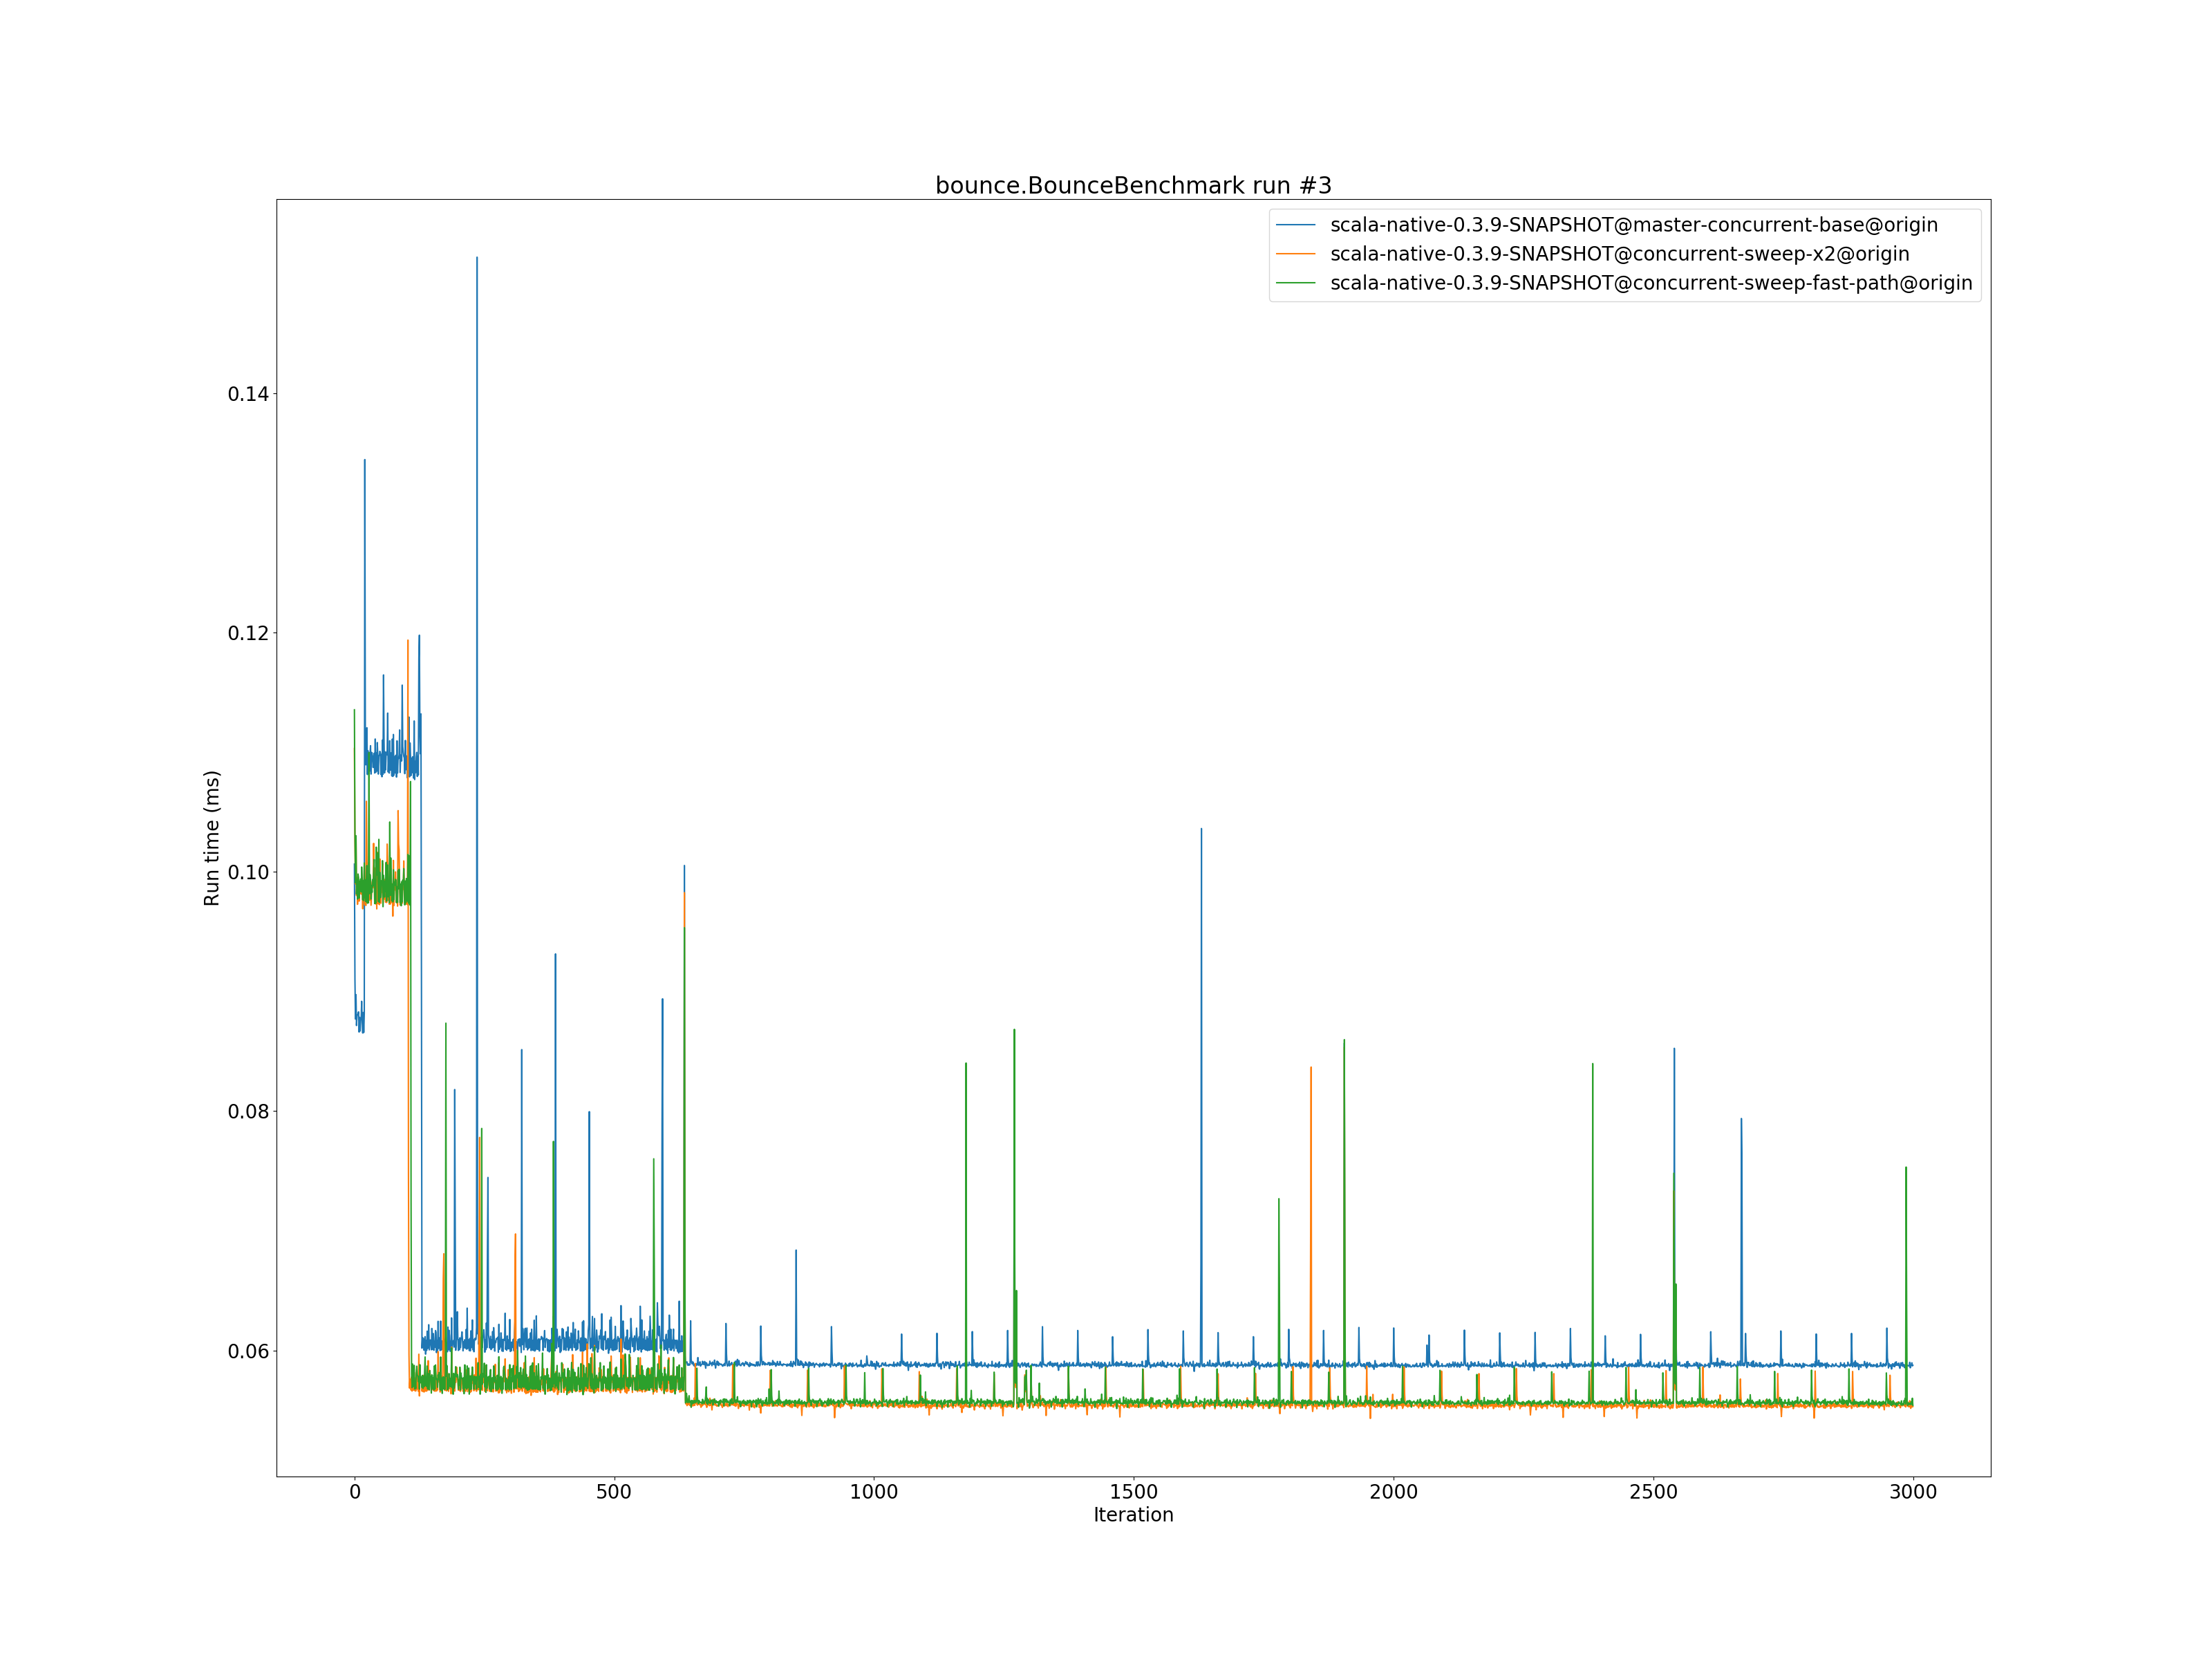 bounce.BounceBenchmark run #3
scala-native-0.3.9-SNAPSHOT@master-concurrent-base@origin
scala-native-0.3.9-SNAPSHOT@concurrent-sweep-x2@origin
scala-native-0.3.9-SNAPSHOT@concurrent-sweep-fast-path@origin
Run time (ms)
0.14
0.12
0.10
0.08
0.06
0 500 1000 1500 2000 2500 3000
Iteration